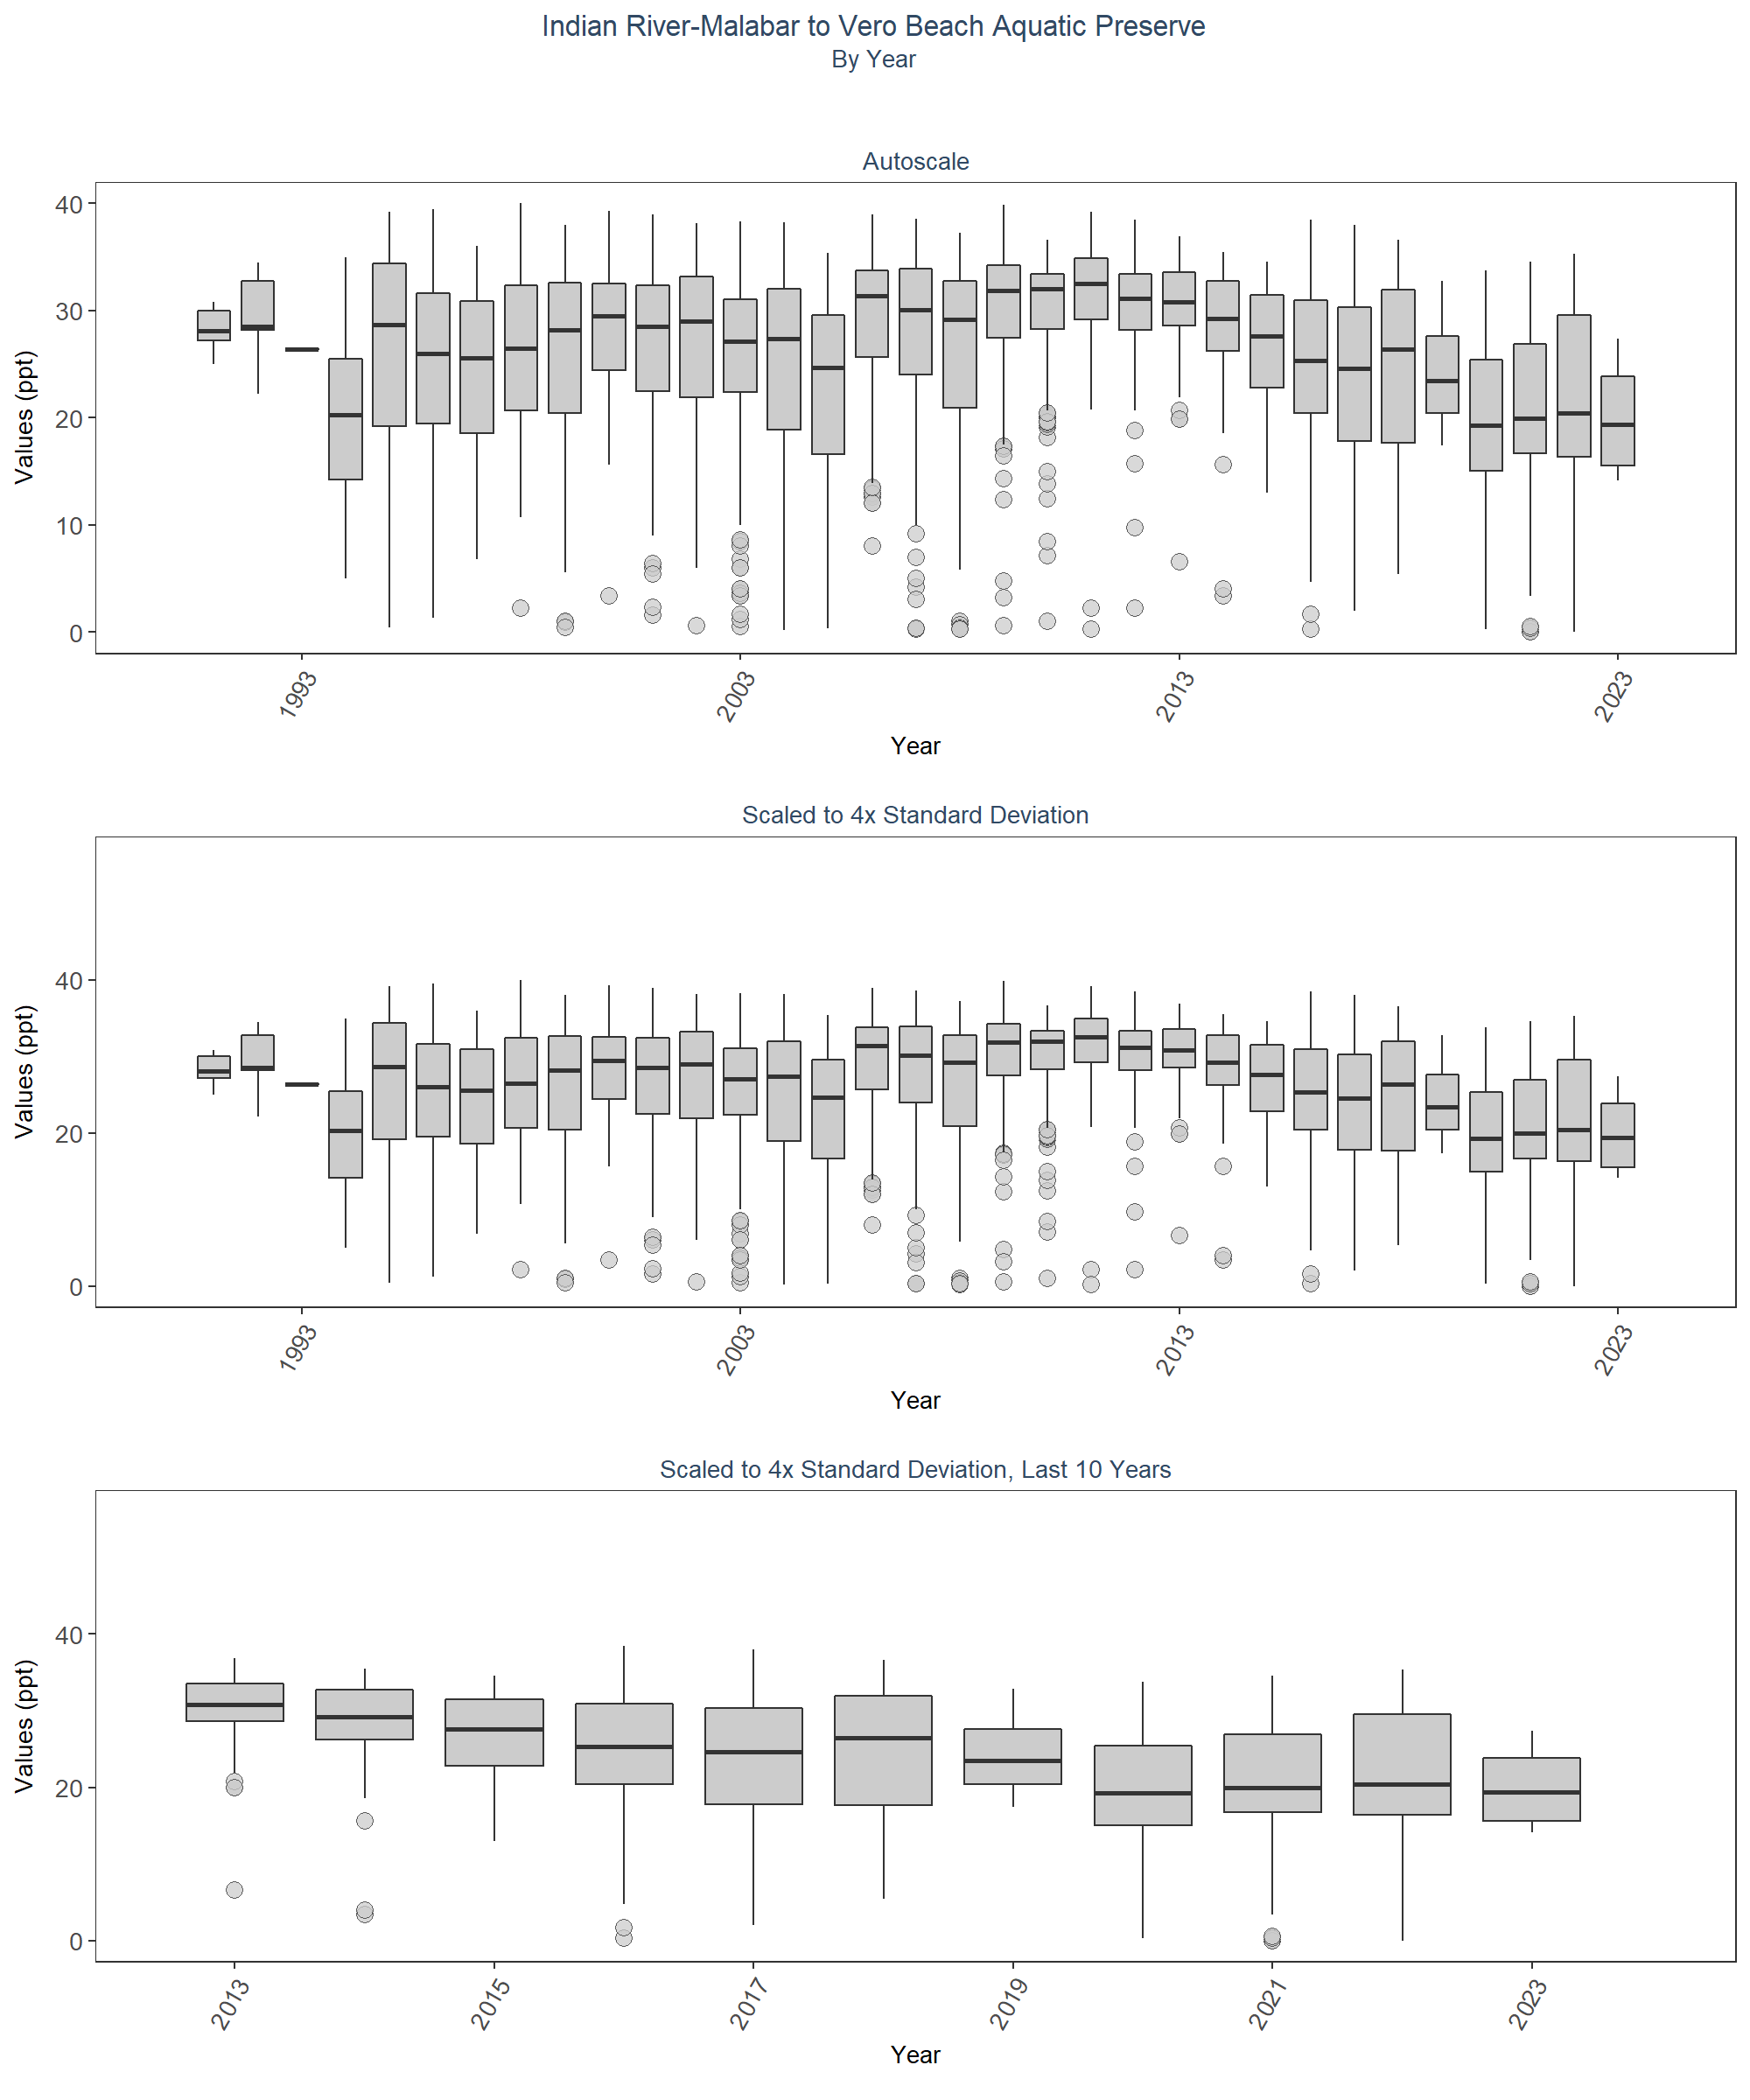 Indian River-Malabar to Vero Beach Aquatic Preserve
By Year
Autoscale
40
30
20
10
0
Values (ppt)
1993
2003
2013
2023
Year
Scaled to 4x Standard Deviation
40
20
0
Values (ppt)
1993
2003
2013
2023
Year
Scaled to 4x Standard Deviation, Last 10 Years
40
20
0
Values (ppt)
2013
2015
2017
2019
2021
2023
Year